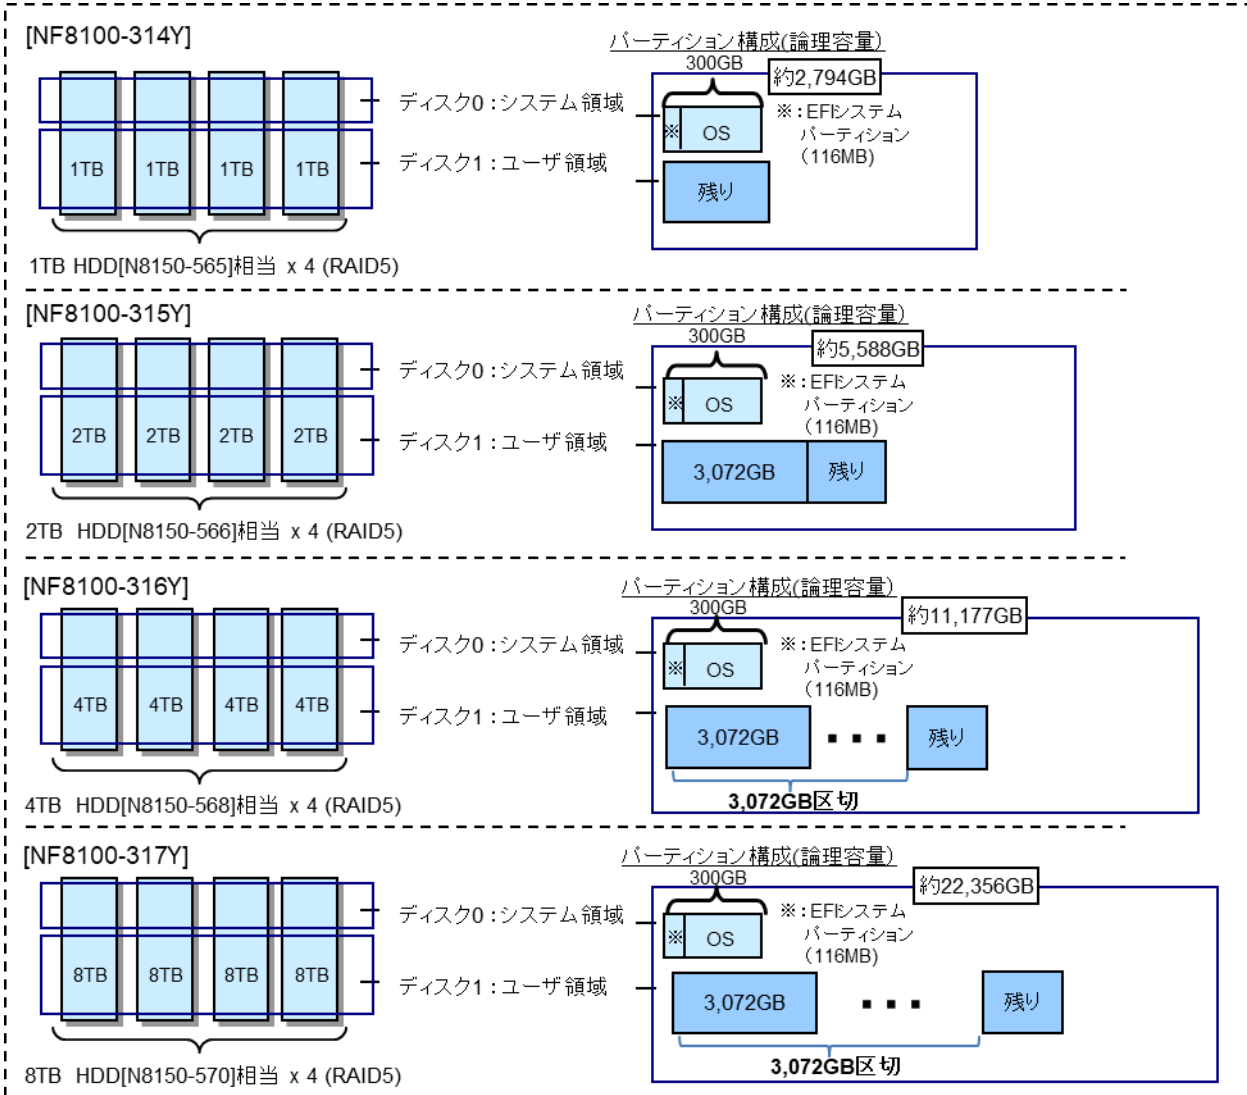 [NF8100-314Y]
パーティション構成(論理容量)
300GB
約2,794GB
ディスク0：システム領域
※：EFIシステム
パーティション
（116MB)
※
OS
1TB
1TB
1TB
1TB
ディスク1：ユーザ領域
残り
1TB HDD[N8150-565]相当 x 4 (RAID5)
[NF8100-315Y]
パーティション構成(論理容量)
300GB
約5,588GB
ディスク0：システム領域
※：EFIシステム
パーティション
（116MB)
※
OS
2TB
2TB
2TB
2TB
ディスク1：ユーザ領域
3,072GB
残り
2TB HDD[N8150-566]相当 x 4 (RAID5)
[NF8100-316Y]
パーティション構成(論理容量)
300GB
約11,177GB
ディスク0：システム領域
※：EFIシステム
パーティション
（116MB)
※
OS
4TB
4TB
4TB
4TB
ディスク1：ユーザ領域
3,072GB
・・・
残り
3,072GB区切
4TB HDD[N8150-568]相当 x 4 (RAID5)
[NF8100-317Y]
パーティション構成(論理容量)
300GB
約22,356GB
ディスク0：システム領域
※：EFIシステム
パーティション
（116MB)
※
OS
8TB
8TB
8TB
8TB
ディスク1：ユーザ領域
3,072GB
・・・
残り
3,072GB区切
8TB HDD[N8150-570]相当 x 4 (RAID5)